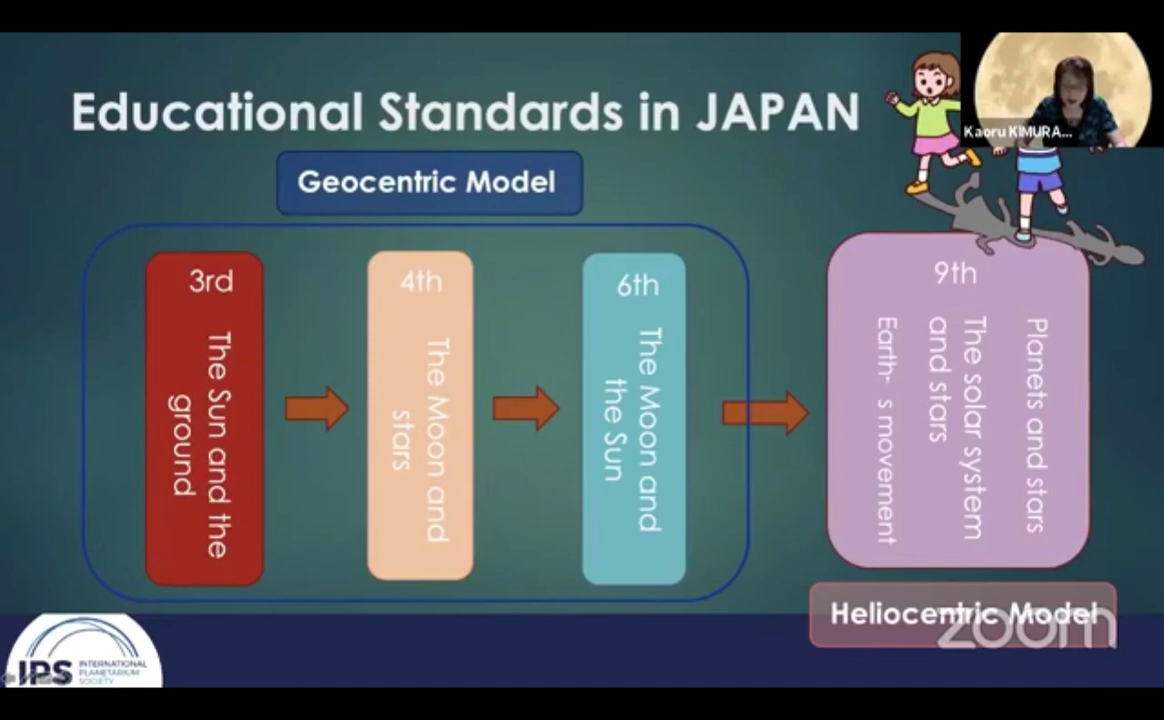 Educational Standards in JAPAN
Kaoru KIMURA...
Geocentric Model
3rd
The Sun and the
ground
4th
The Moon and
stars
6th
The Moon and
the Sun
9th
Planets and stars
The solar system
and stars
Earth- s movement
Heliocentric Model
zoom
IPS
INTERNATIONAL
PLANETARIUM
SOCIETY